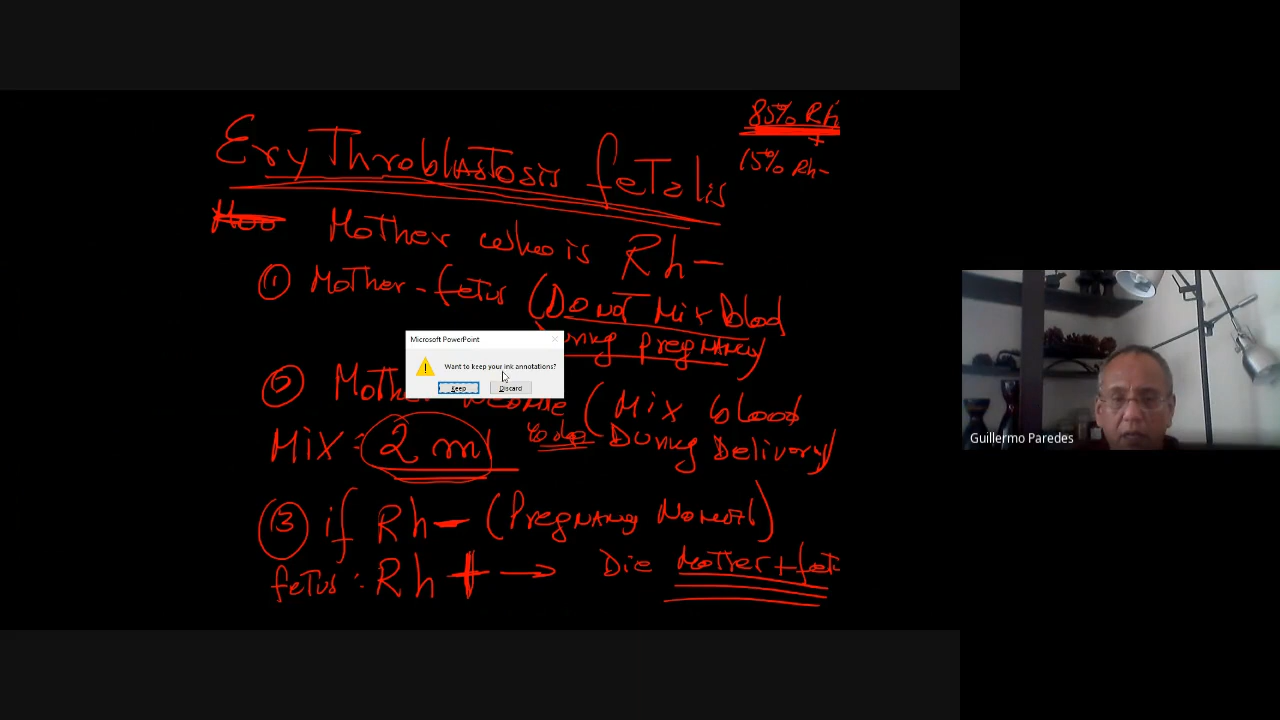 Erythroblastosis fetalis
85% Rh
+
15% Rh-
Mother who is Rh-
① Mother - fetus (Do not Mix Blood
During pregnancy)
Microsoft PowerPoint
Want to keep your ink annotations?
Keep
Discard
Moth
(Mix blood
Mix : 2 m
During Delivery)
③ if Rh- (Pregnancy Normal)
fetus : Rh + → Die Mother + fet
Guillermo Paredes